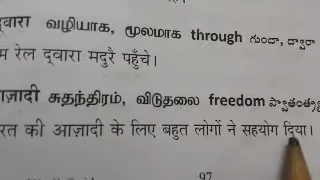 द्वारा வழியாக, மூலமாக through గుండా, ద్వారా
म रेल द्वारा मदुरै पहुँचे।
आज़ादी சுதந்திரம், விடுதலை freedom స్వాతంత్ర్య
रत की आज़ादी के लिए बहुत लोगों ने सहयोग दिया।
97